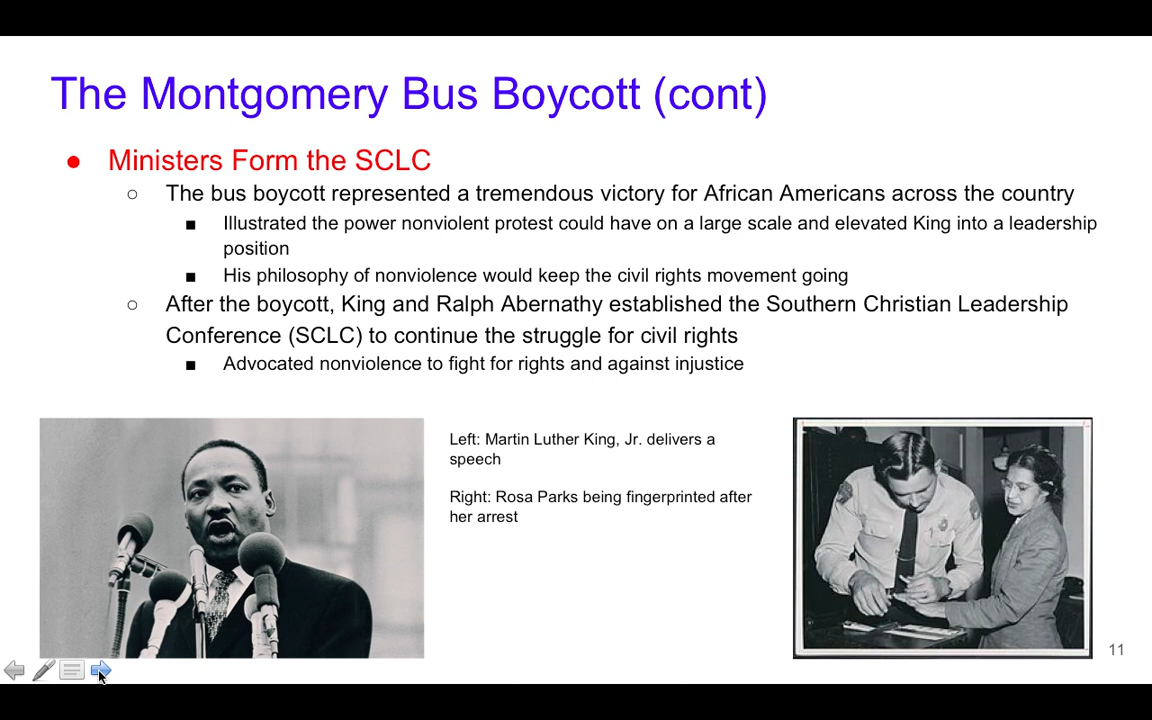 The Montgomery Bus Boycott (cont)
● Ministers Form the SCLC
○ The bus boycott represented a tremendous victory for African Americans across the country
■ Illustrated the power nonviolent protest could have on a large scale and elevated King into a leadership
position
■ His philosophy of nonviolence would keep the civil rights movement going
○ After the boycott, King and Ralph Abernathy established the Southern Christian Leadership
Conference (SCLC) to continue the struggle for civil rights
■ Advocated nonviolence to fight for rights and against injustice
Left: Martin Luther King, Jr. delivers a
speech
Right: Rosa Parks being fingerprinted after
her arrest
11